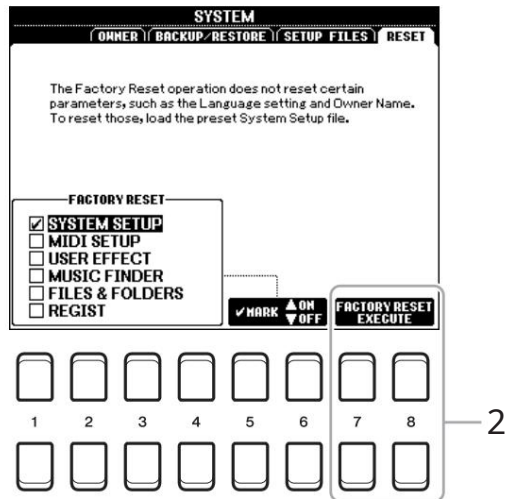 SYSTEM
OWNER BACKUP/RESTORE SETUP FILES RESET
The Factory Reset operation does not reset certain
parameters, such as the Language setting and Owner Name.
To reset those, load the preset System Setup file.
FACTORY RESET
SYSTEM SETUP
MIDI SETUP
USER EFFECT
MUSIC FINDER
FILES & FOLDERS
REGIST
✓MARK ▲ON
▼OFF
FACTORY RESET
EXECUTE
1 2 3 4 5 6 7 8
2